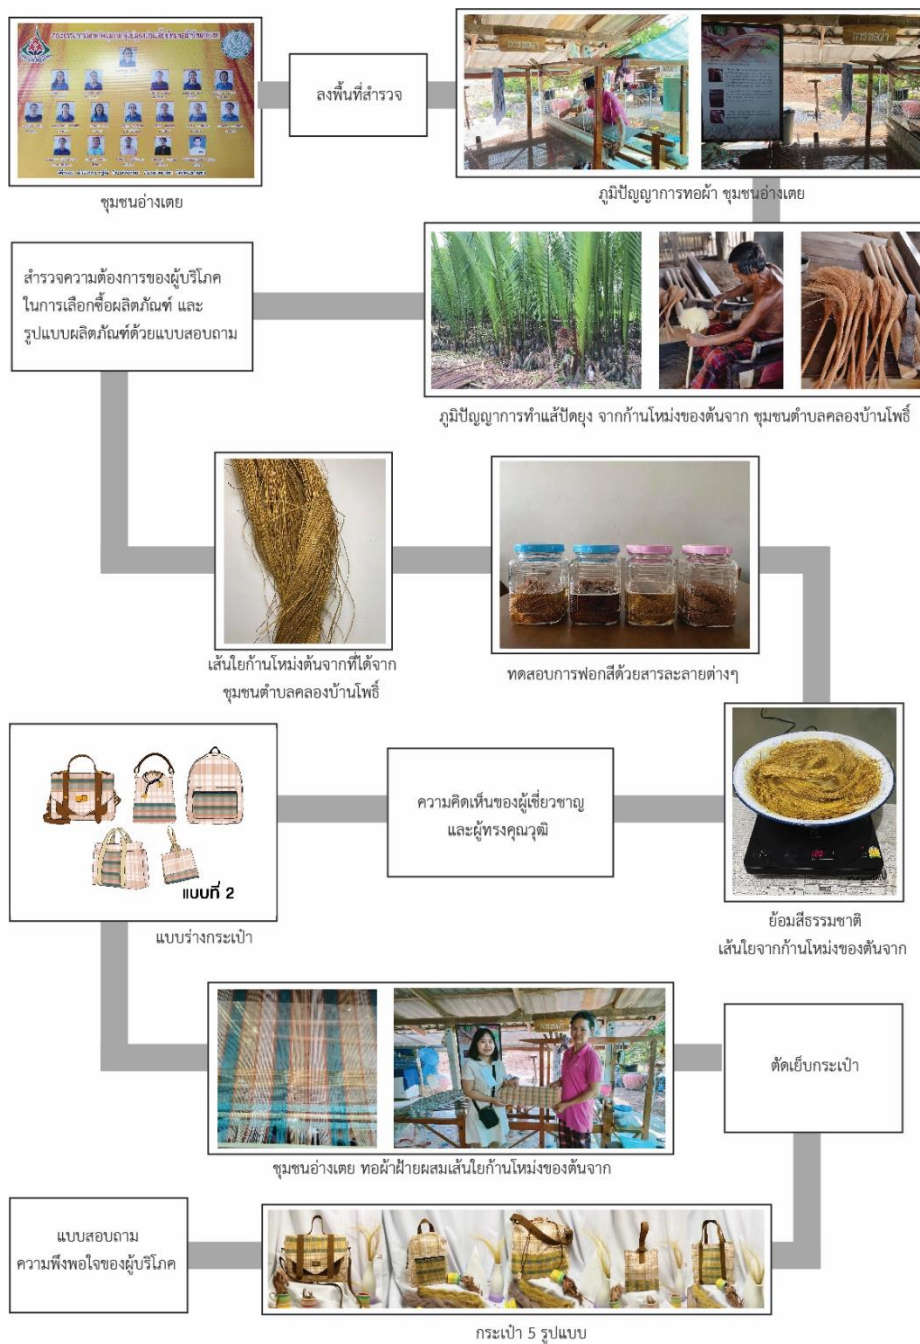 ลงพื้นที่สำรวจ
การทอผ้า
ชุมชนอ่างเตย
ภูมิปัญญาการทอผ้า ชุมชนอ่างเตย
สำรวจความต้องการของผู้บริโภค
ในการเลือกซื้อผลิตภัณฑ์ และ
รูปแบบผลิตภัณฑ์ด้วยแบบสอบถาม
ภูมิปัญญาการทำแส้ปัดยุง จากก้านโหม่งของต้นจาก ชุมชนตำบลคลองบ้านโพธิ์
เส้นใยก้านโหม่งต้นจากที่ได้จาก
ชุมชนตำบลคลองบ้านโพธิ์
ทดสอบการฟอกสีด้วยสารละลายต่างๆ
แบบที่ 2
แบบร่างกระเป๋า
ความคิดเห็นของผู้เชี่ยวชาญ
และผู้ทรงคุณวุฒิ
ย้อมสีธรรมชาติ
เส้นใยจากก้านโหม่งของต้นจาก
ตัดเย็บกระเป๋า
ชุมชนอ่างเตย ทอผ้าฝ้ายผสมเส้นใยก้านโหม่งของต้นจาก
แบบสอบถาม
ความพึงพอใจของผู้บริโภค
กระเป๋า 5 รูปแบบ